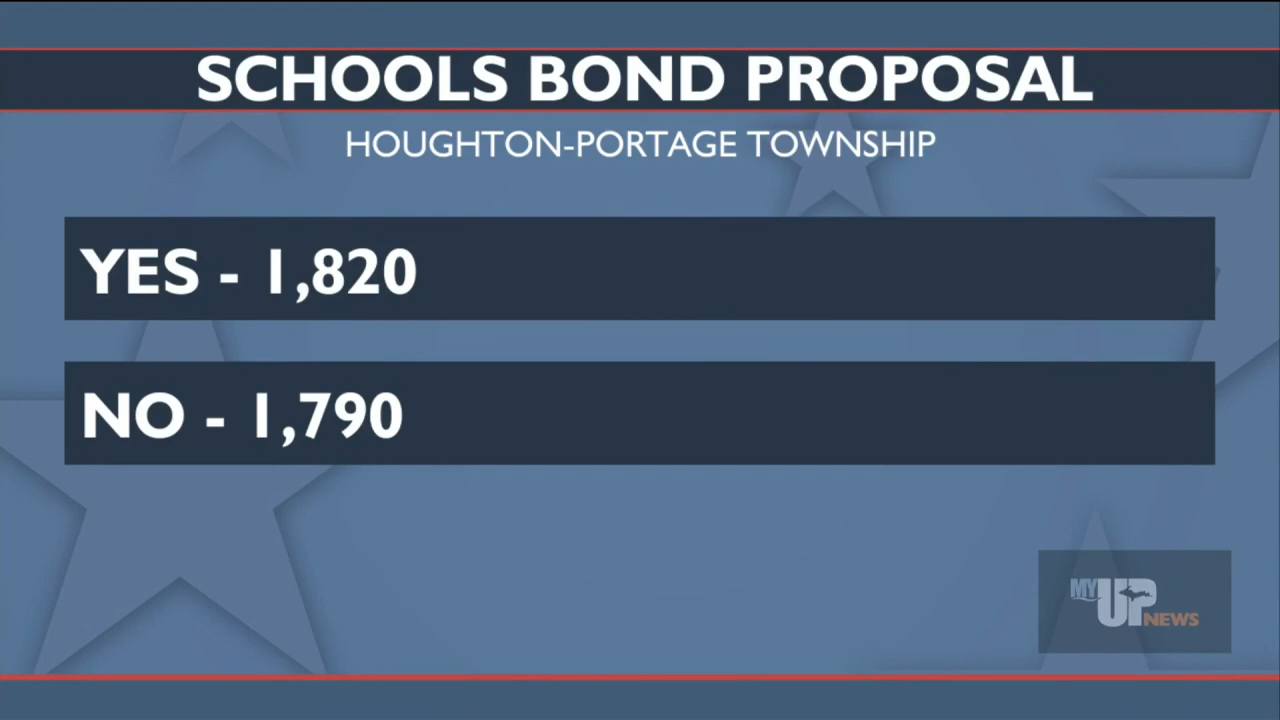 SCHOOLS BOND PROPOSAL
HOUGHTON-PORTAGE TOWNSHIP
YES - 1,820
NO - 1,790
MY UP NEWS